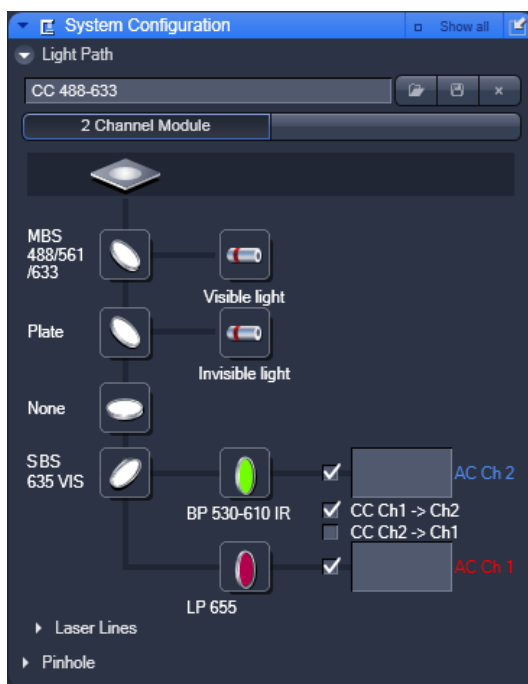 System Configuration
Show all
Light Path
CC 488-633
2 Channel Module
MBS
488/561
/633
Visible light
Plate
Invisible light
None
SBS
635 VIS
BP 530-610 IR
AC Ch 2
CC Ch1 -> Ch2
CC Ch2 -> Ch1
LP 655
AC Ch 1
Laser Lines
Pinhole